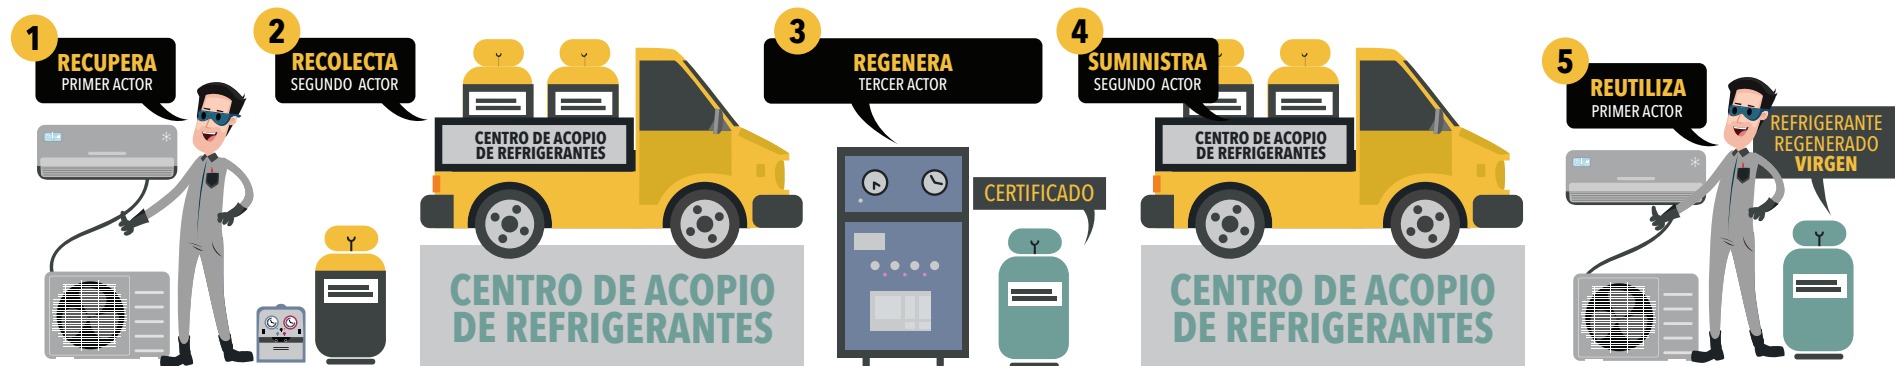 1
RECUPERA
PRIMER ACTOR
2
RECOLECTA
SEGUNDO ACTOR
CENTRO DE ACOPIO
DE REFRIGERANTES
CENTRO DE ACOPIO
DE REFRIGERANTES
3
REGENERA
TERCER ACTOR
CERTIFICADO
4
SUMINISTRA
SEGUNDO ACTOR
CENTRO DE ACOPIO
DE REFRIGERANTES
CENTRO DE ACOPIO
DE REFRIGERANTES
5
REUTILIZA
PRIMER ACTOR
REFRIGERANTE
REGENERADO
VIRGEN